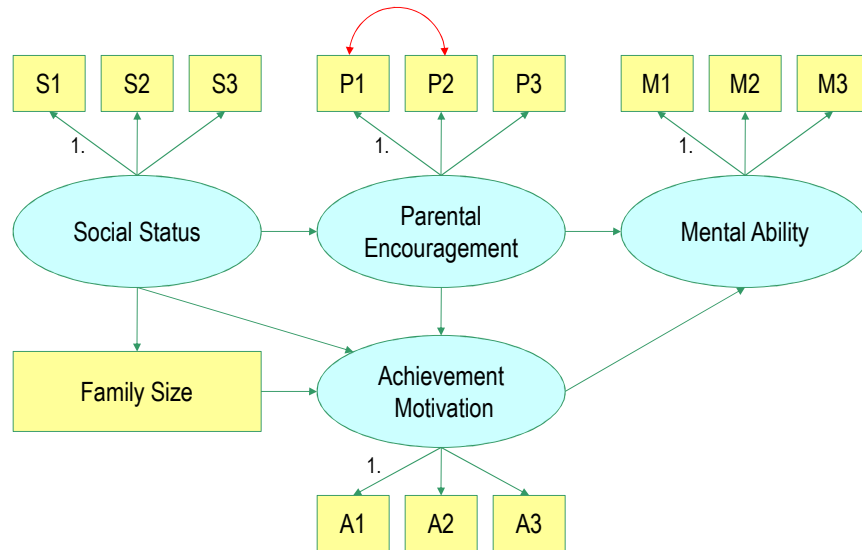 S1
S2
S3
P1
P2
P3
M1
M2
M3
1.
1.
1.
Social Status
Parental
Encouragement
Mental Ability
Family Size
Achievement
Motivation
1.
A1
A2
A3